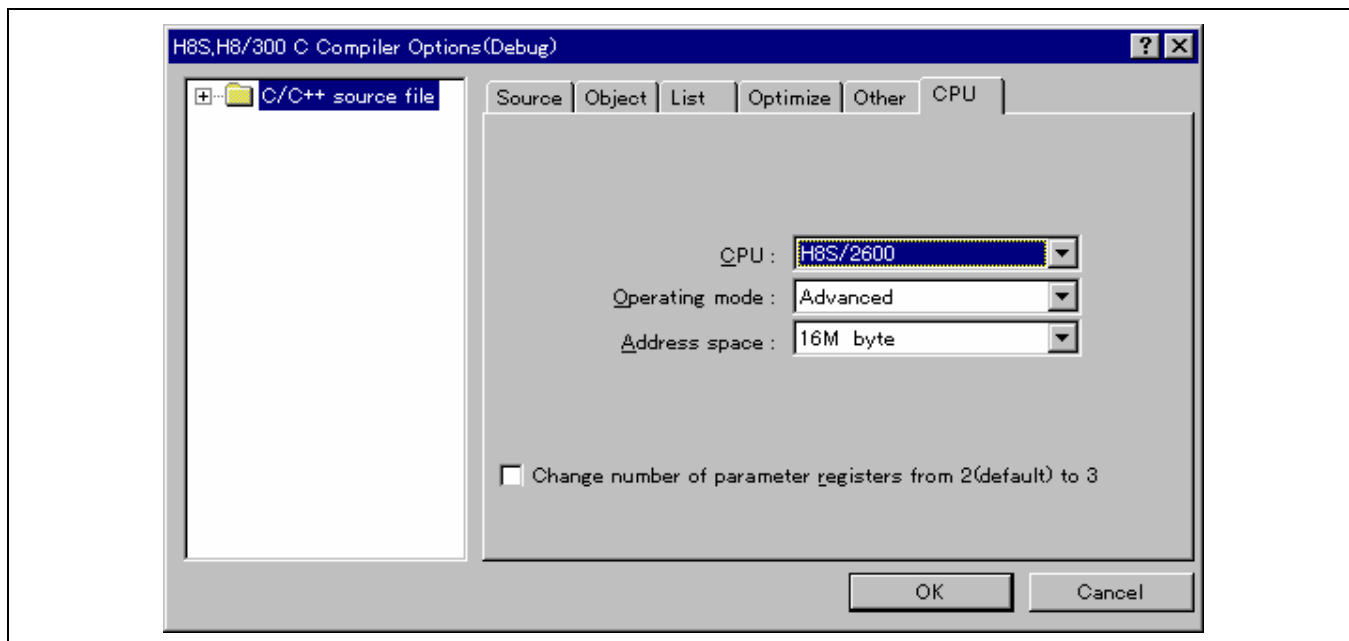 H8S,H8/300 C Compiler Options(Debug)
C/C++ source file
Source Object List Optimize Other CPU
CPU : H8S/2600
Operating mode : Advanced
Address space : 16M byte
Change number of parameter registers from 2(default) to 3
OK Cancel